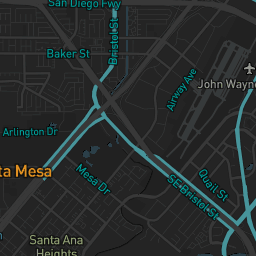 San Diego Fwy
Bristol St
Baker St
Airway Ave
John Wayne
Arlington Dr
ta Mesa
Mesa Dr
Quail St
SE Bristol St
Santa Ana
Heights